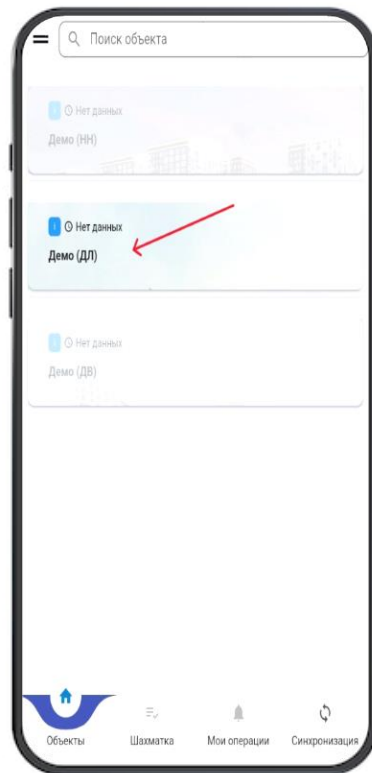 Поиск объекта
Нет данных
Демо (НН)
Нет данных
Демо (ДЛ)
Нет данных
Демо (ДВ)
Объекты
Шахматка
Мои операции
Синхронизация